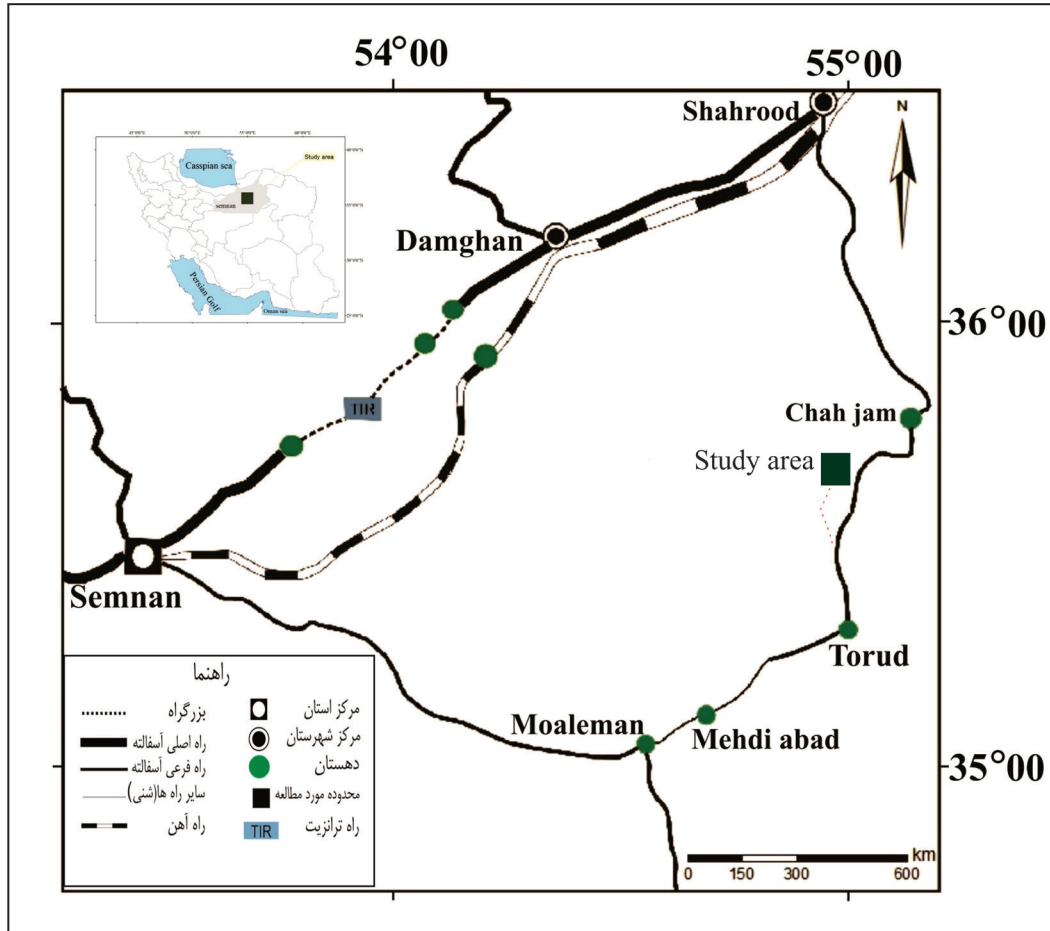 54°00
55°00
Shahrood
N
Study area
Casspian sea
semnan
Persian Golf
Oman sea
Damghan
36°00
TIR
Chah jam
Study area
Semnan
Torud
Moaleman
Mehdi abad
35°00
راهنما
بزرگراه
مرکز استان
راه اصلی آسفالته
مرکز شهرستان
راه فرعی آسفالته
دهستان
سایر راه ها(شنی)
محدوده مورد مطالعه
راه آهن
TIR
راه ترانزیت
km
0 150 300 600